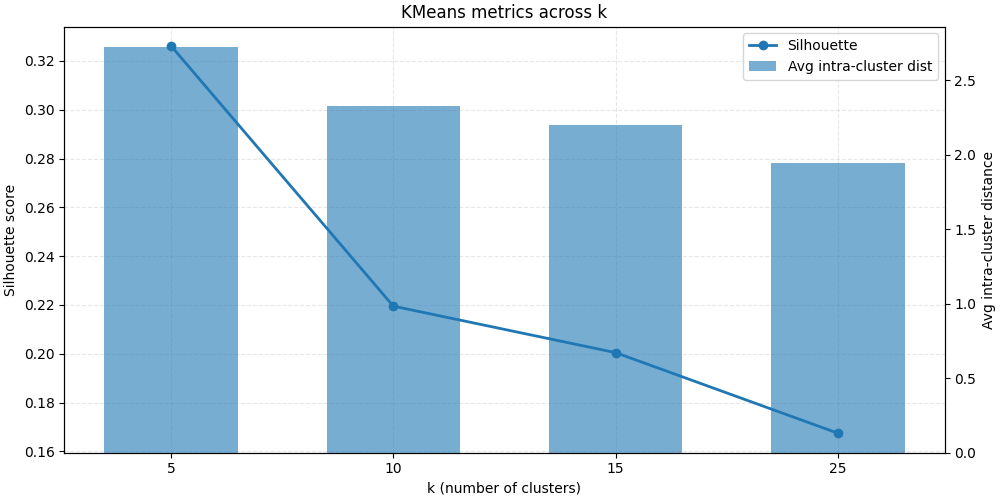 KMeans metrics across k
Silhouette
Avg intra-cluster dist
Silhouette score
0.32
0.30
0.28
0.26
0.24
0.22
0.20
0.18
0.16
2.5
2.0
1.5
1.0
0.5
0.0
Avg intra-cluster distance
5 10 15 25
k (number of clusters)